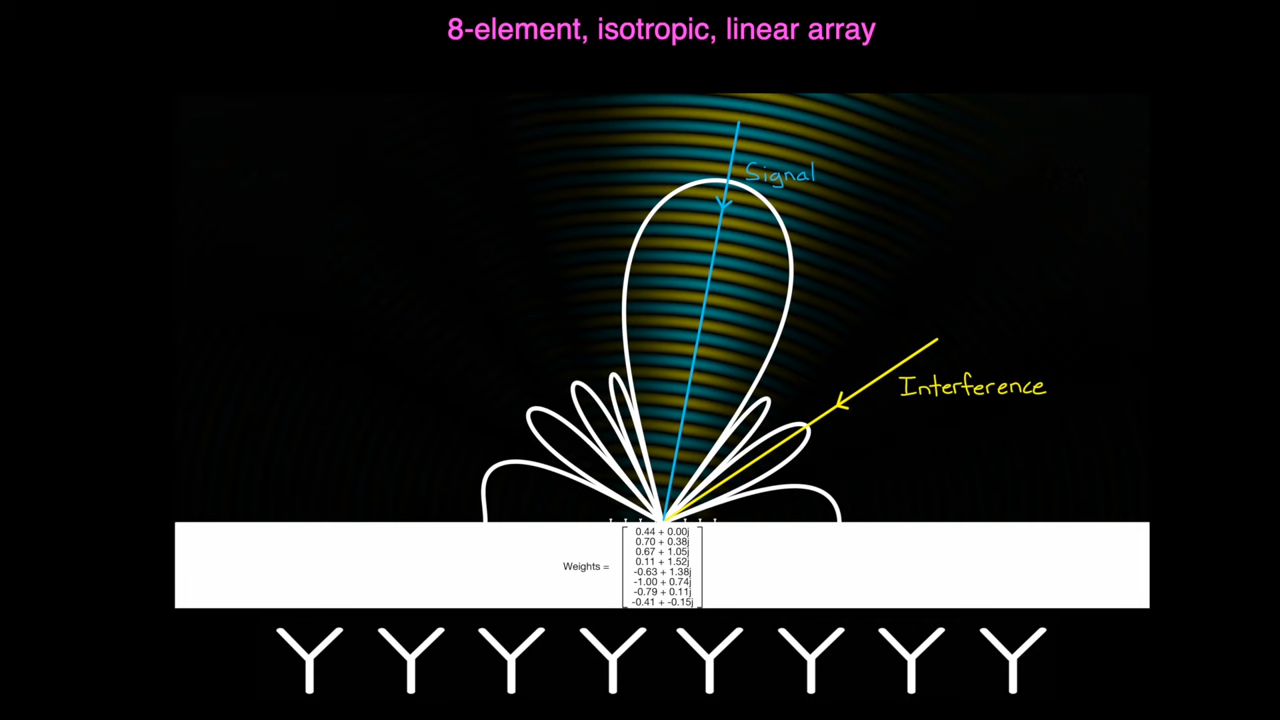 8-element, isotropic, linear array
Signal
Interference
Weights =
0.44 + 0.00j
0.70 + 0.38j
0.67 + 1.05j
0.11 + 1.52j
-0.63 + 1.38j
-1.00 + 0.74j
-0.79 + 0.11j
-0.41 + -0.15j